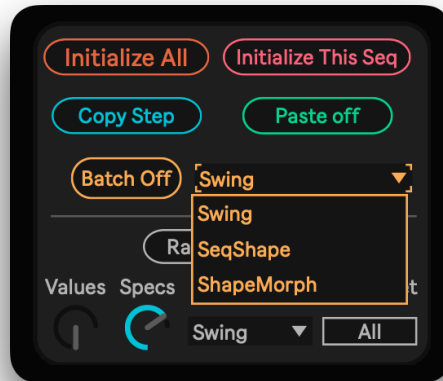 Initialize All
Initialize This Seq
Copy Step
Paste off
Batch Off
Swing
Swing
SeqShape
ShapeMorph
Values
Specs
Swing
All